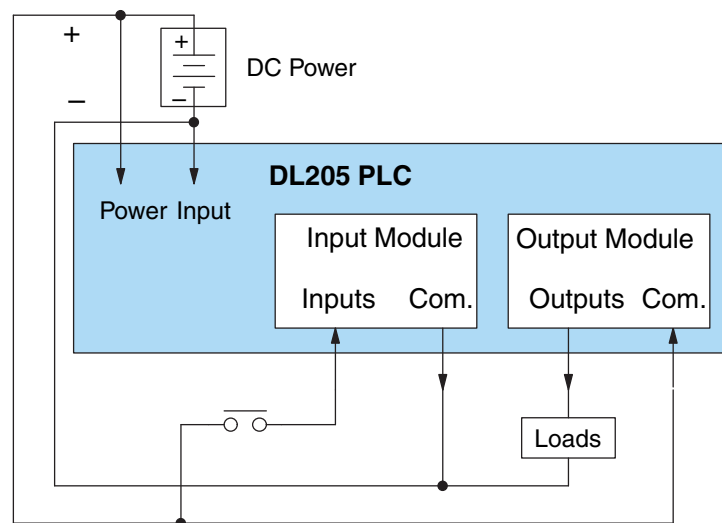 +
+
DC Power
–
–
DL205 PLC
Power Input
Input Module
Output Module
Inputs Com.
Outputs Com.
Loads